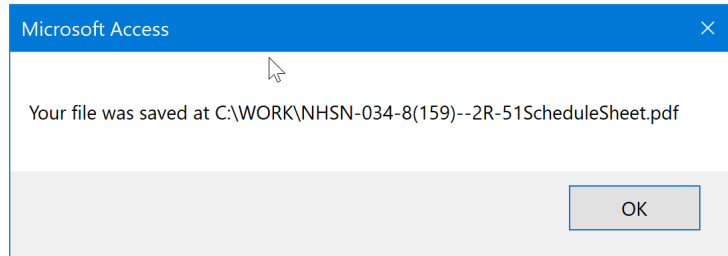 Microsoft Access
Your file was saved at C:\WORK\NHSN-034-8(159)--2R-51ScheduleSheet.pdf
OK